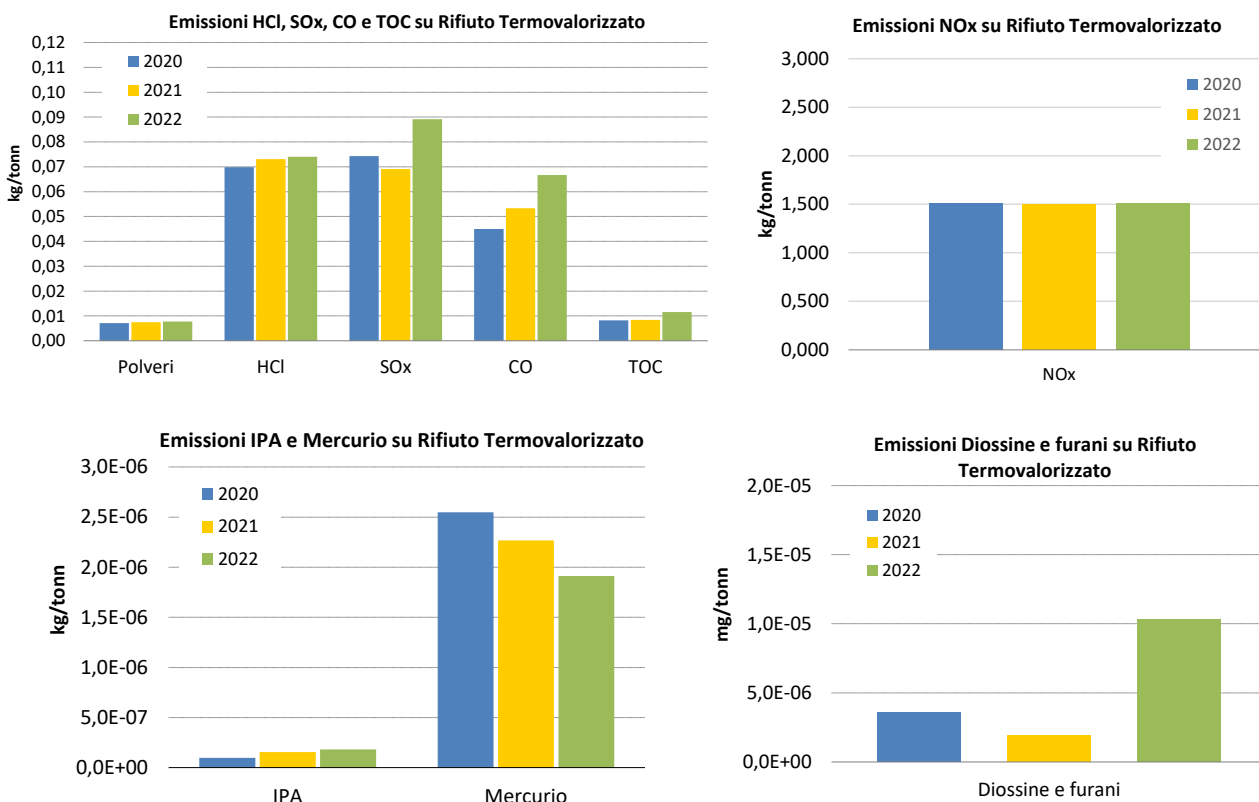 Emissioni HCl, SOx, CO e TOC su Rifiuto Termovalorizzato
0,12
0,11
0,10
0,09
0,08
0,07
0,06
0,05
0,04
0,03
0,02
0,01
0,00
kg/tonn
2020
2021
2022
Polveri
HCl
SOx
CO
TOC
Emissioni NOx su Rifiuto Termovalorizzato
3,000
2,500
2,000
1,500
1,000
0,500
0,000
kg/tonn
2020
2021
2022
NOx
Emissioni IPA e Mercurio su Rifiuto Termovalorizzato
3,0E-06
2,5E-06
2,0E-06
1,5E-06
1,0E-06
5,0E-07
0,0E+00
kg/tonn
2020
2021
2022
IPA
Mercurio
Emissioni Diossine e furani su Rifiuto
Termovalorizzato
2,0E-05
1,5E-05
1,0E-05
5,0E-06
0,0E+00
mg/tonn
2020
2021
2022
Diossine e furani